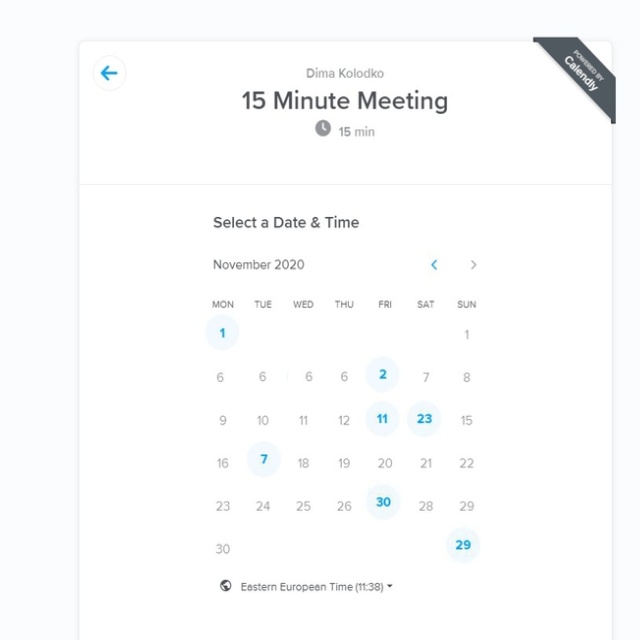 POWERED BY
Calendly
Dima Kolodko
15 Minute Meeting
15 min
Select a Date & Time
November 2020
MON TUE WED THU FRI SAT SUN
1 1
6 6 6 6 2 7 8
9 10 11 12 11 23 15
16 7 18 19 20 21 22
23 24 25 26 30 28 29
30 29
Eastern European Time (11:38)